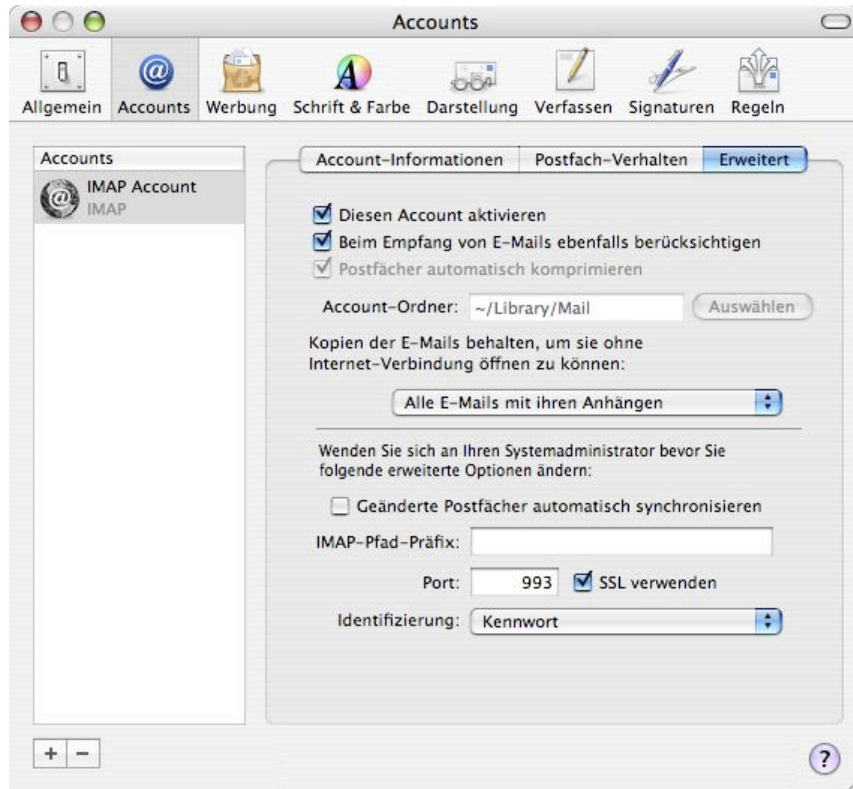 Accounts
Allgemein Accounts Werbung Schrift & Farbe Darstellung Verfassen Signaturen Regeln
Accounts
IMAP Account
IMAP
Account-Informationen Postfach-Verhalten Erweitert
Diesen Account aktivieren
Beim Empfang von E-Mails ebenfalls berücksichtigen
Postfächer automatisch komprimieren
Account-Ordner: ~/Library/Mail Auswählen
Kopien der E-Mails behalten, um sie ohne
Internet-Verbindung öffnen zu können:
Alle E-Mails mit ihren Anhängen
Wenden Sie sich an Ihren Systemadministrator bevor Sie
folgende erweiterte Optionen ändern:
Geänderte Postfächer automatisch synchronisieren
IMAP-Pfad-Präfix:
Port: 993 SSL verwenden
Identifizierung: Kennwort
+ − ?